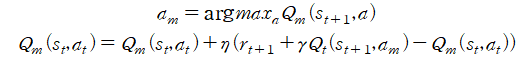 a_m = argmax_a Q_m(s_{t+1}, a)
Q_m(s_t, a_t) = Q_m(s_t, a_t) + η(r_{t+1} + γQ_t(s_{t+1}, a_m) − Q_m(s_t, a_t))